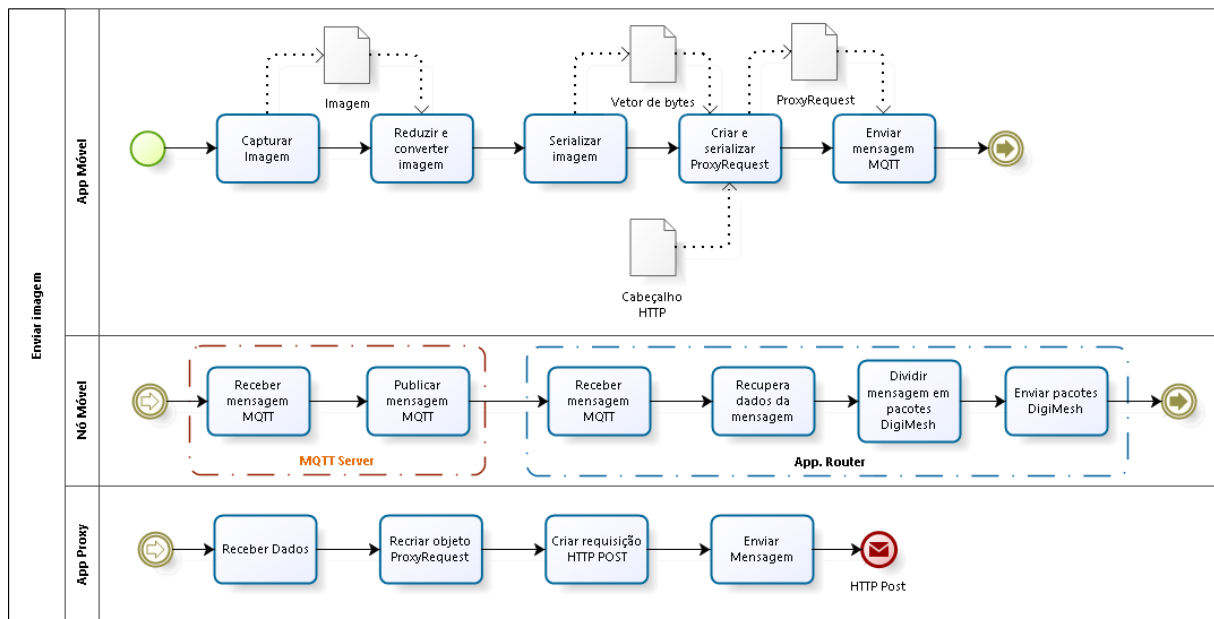 Enviar imagem
App Móvel
Imagem
Vetor de bytes
ProxyRequest
Capturar
Imagem
Reduzir e
converter
imagem
Serializar
imagem
Criar e
serializar
ProxyRequest
Enviar
mensagem
MQTT
Cabeçalho
HTTP
Nó Móvel
Receber
mensagem
MQTT
Publicar
mensagem
MQTT
MQTT Server
Receber
mensagem
MQTT
Recupera
dados da
mensagem
Dividir
mensagem em
pacotes
DigiMesh
Enviar pacotes
DigiMesh
App. Router
App Proxy
Receber Dados
Recriar objeto
ProxyRequest
Criar requisição
HTTP POST
Enviar
Mensagem
HTTP Post